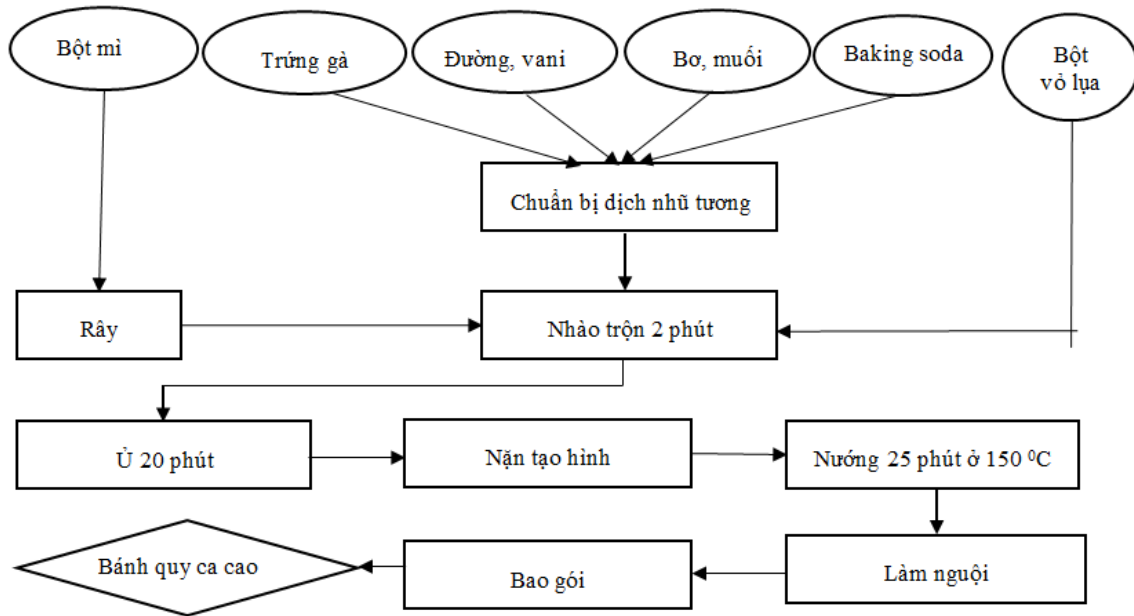 Bột mì
Trứng gà
Đường, vani
Bơ, muối
Baking soda
Bột
vỏ lụa
Chuẩn bị dịch nhũ tương
Rây
Nhào trộn 2 phút
Ủ 20 phút
Nặn tạo hình
Nướng 25 phút ở 150 ⁰C
Bánh quy ca cao
Bao gói
Làm nguội